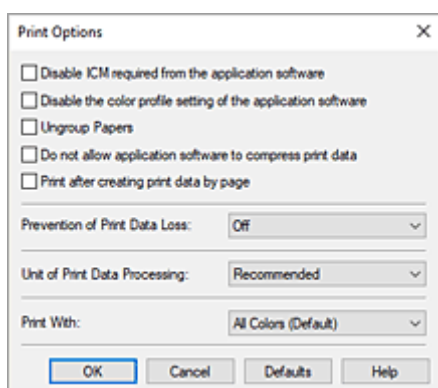 Print Options
Disable ICM required from the application software
Disable the color profile setting of the application software
Ungroup Papers
Do not allow application software to compress print data
Print after creating print data by page
Prevention of Print Data Loss: Off
Unit of Print Data Processing: Recommended
Print With: All Colors (Default)
OK Cancel Defaults Help